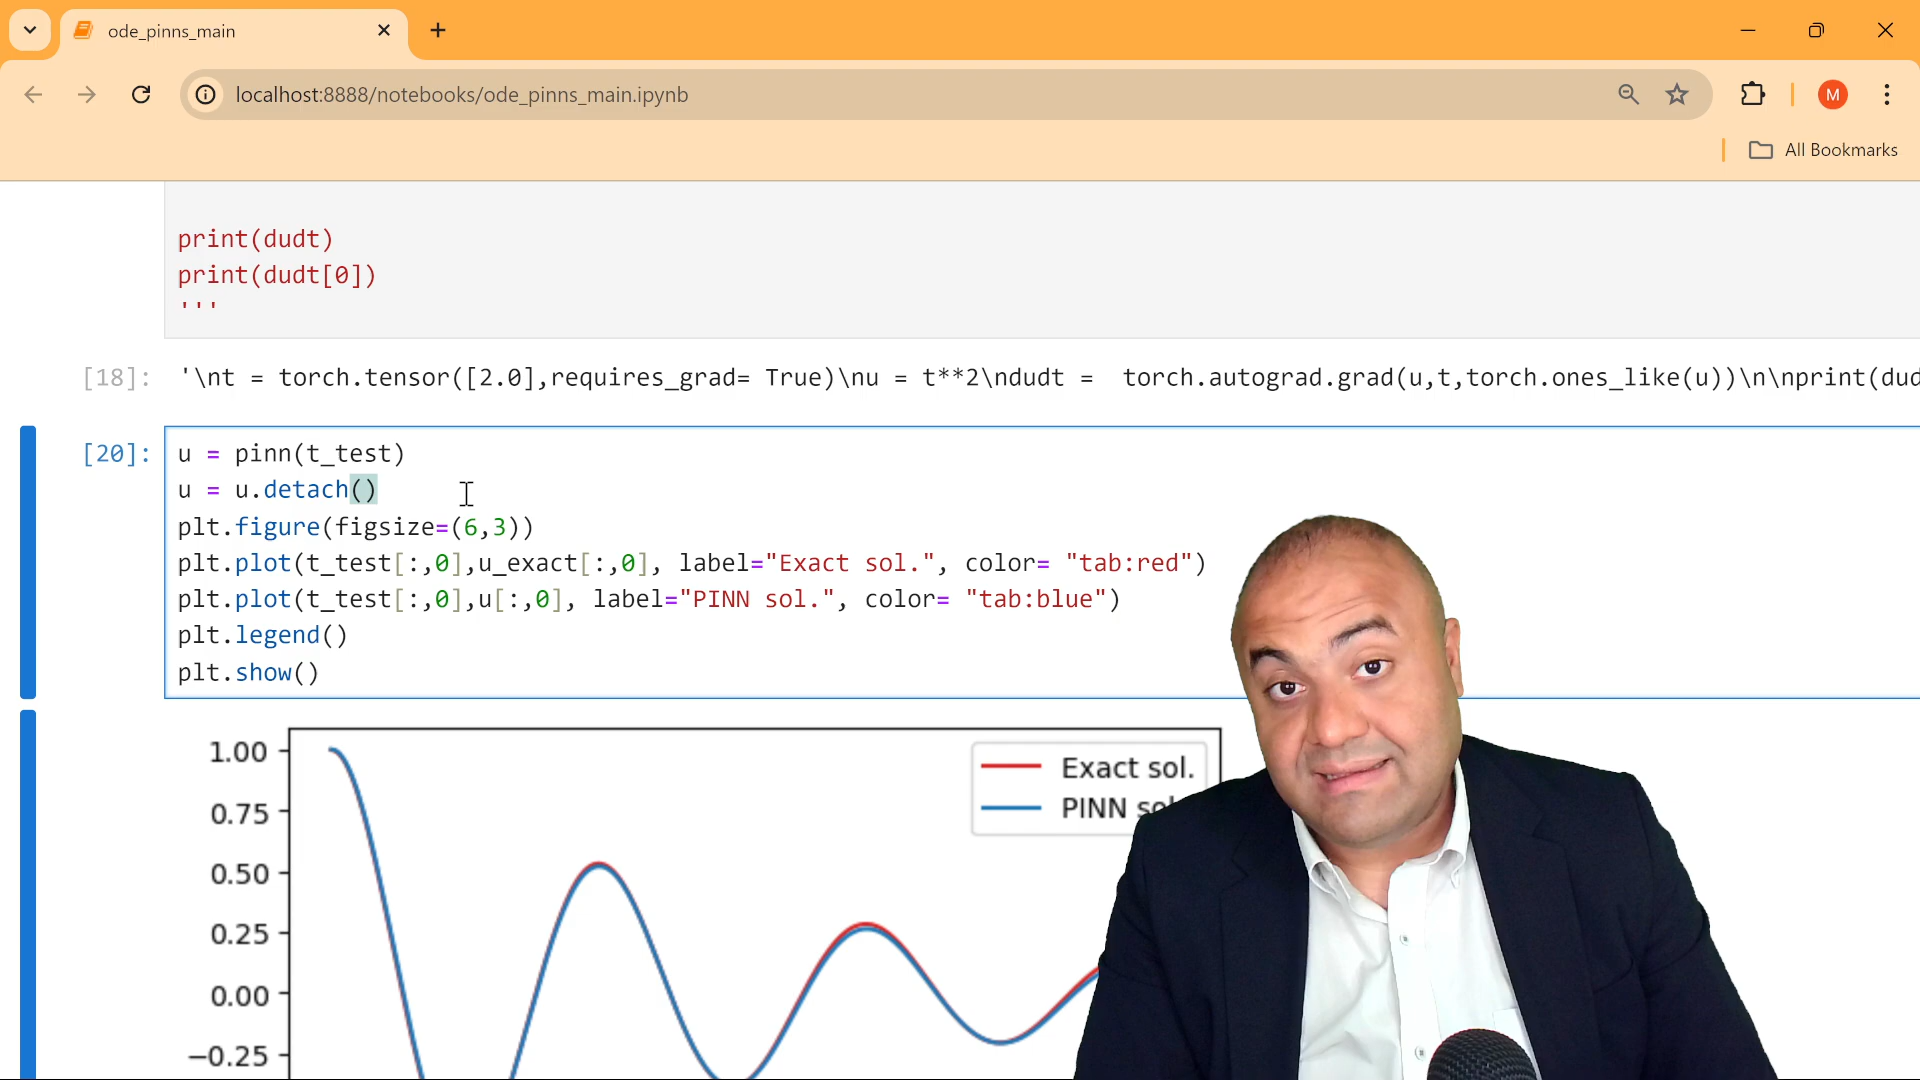 ode_pinns_main
localhost:8888/notebooks/ode_pinns_main.ipynb
M
All Bookmarks
print(dudt)
print(dudt[0])
'''
[18]: '\nt = torch.tensor([2.0],requires_grad= True)\nu = t**2\ndudt =  torch.autograd.grad(u,t,torch.ones_like(u))\n\nprint(dud
[20]: u = pinn(t_test)
u = u.detach()
plt.figure(figsize=(6,3))
plt.plot(t_test[:,0],u_exact[:,0], label="Exact sol.", color= "tab:red")
plt.plot(t_test[:,0],u[:,0], label="PINN sol.", color= "tab:blue")
plt.legend()
plt.show()
1.00
Exact sol.
PINN so
0.75
0.50
0.25
0.00
−0.25